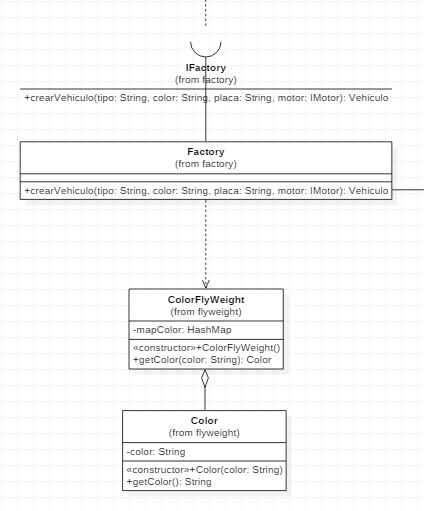 IFactory
(from factory)
+crearVehiculo(tipo: String, color: String, placa: String, motor: IMotor): Vehiculo
Factory
(from factory)
+crearVehiculo(tipo: String, color: String, placa: String, motor: IMotor): Vehiculo
ColorFlyWeight
(from flyweight)
-mapColor: HashMap
«constructor»+ColorFlyWeight()
+getColor(color: String): Color
Color
(from flyweight)
-color: String
«constructor»+Color(color: String)
+getColor(): String